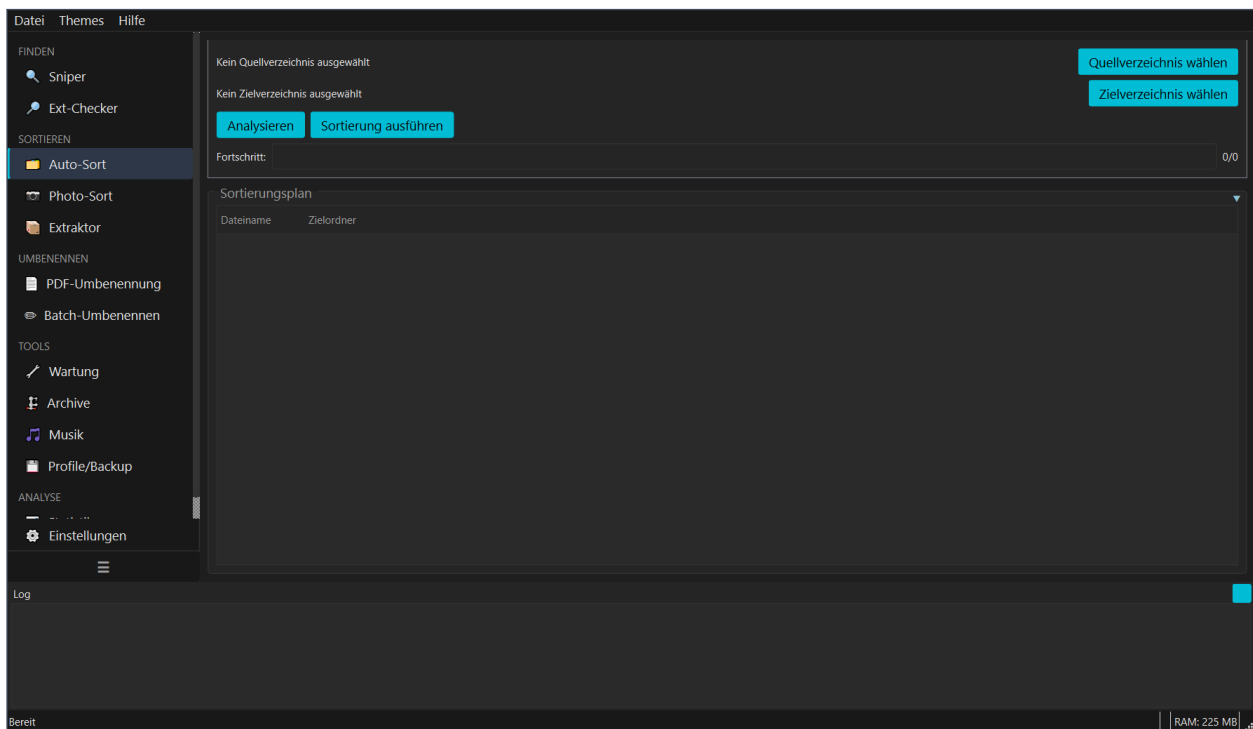 Datei Themes Hilfe
FINDEN
Sniper
Ext-Checker
SORTIEREN
Auto-Sort
Photo-Sort
Extraktor
UMBENENNEN
PDF-Umbenennung
Batch-Umbenennen
TOOLS
Wartung
Archive
Musik
Profile/Backup
ANALYSE
Einstellungen
Kein Quellverzeichnis ausgewählt
Quellverzeichnis wählen
Kein Zielverzeichnis ausgewählt
Zielverzeichnis wählen
Analysieren Sortierung ausführen
Fortschritt: 0/0
Sortierungsplan
Dateiname Zielordner
Log
Bereit
RAM: 225 MB